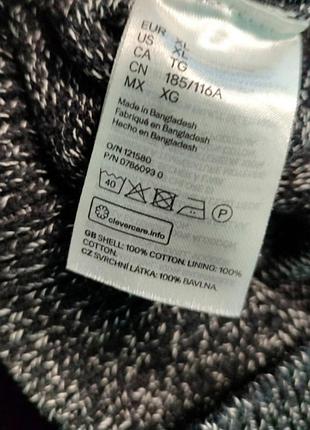 EUR XL
US XL
CA TG
CN 185/116A
MX XG
Made in Bangladesh
Fabriqué en Bangladesh
Hecho en Bangladesh
O/N 121580
P/N 0786093 0
40
P
clevercare.info
GB SHELL: 100% COTTON. LINING: 100%
COTTON.
CZ SVRCHNÍ LÁTKA: 100% BAVLNA